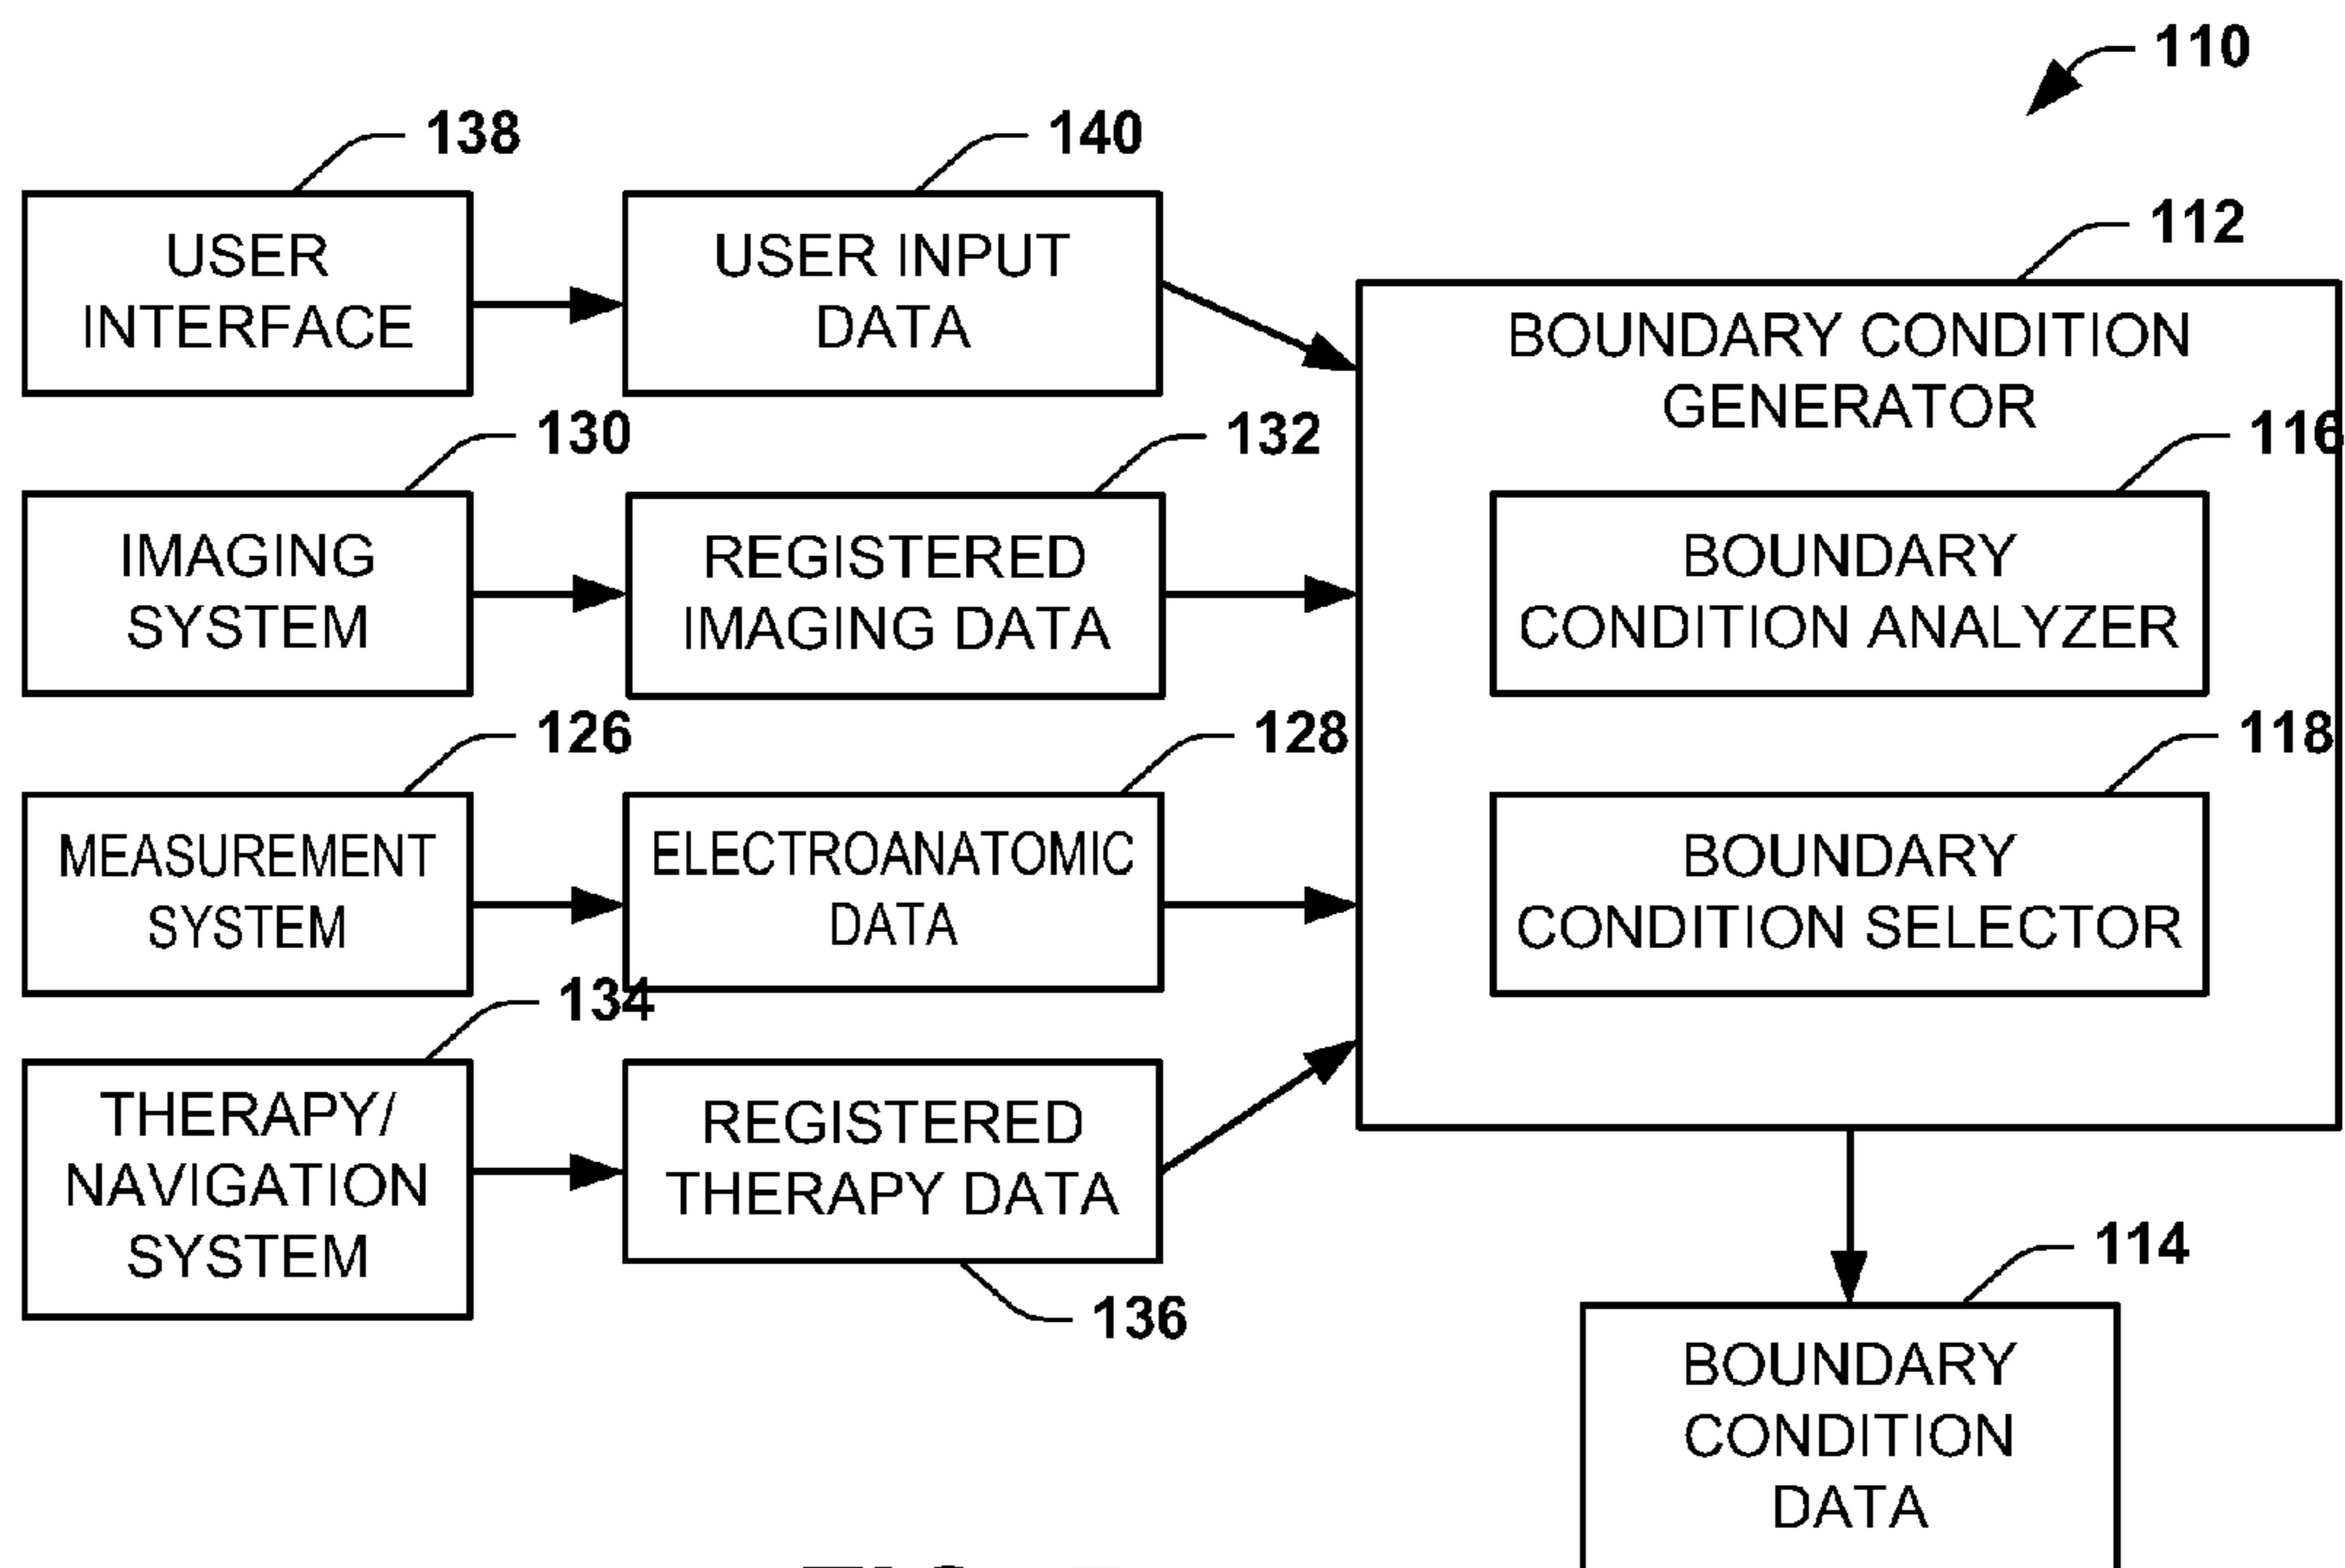 110
138
140
USER
INTERFACE
USER INPUT
DATA
112
BOUNDARY CONDITION
GENERATOR
130
132
116
IMAGING
SYSTEM
REGISTERED
IMAGING DATA
BOUNDARY
CONDITION ANALYZER
126
128
118
MEASUREMENT
SYSTEM
ELECTROANATOMIC
DATA
BOUNDARY
CONDITION SELECTOR
134
THERAPY/
NAVIGATION
SYSTEM
REGISTERED
THERAPY DATA
136
114
BOUNDARY
CONDITION
DATA